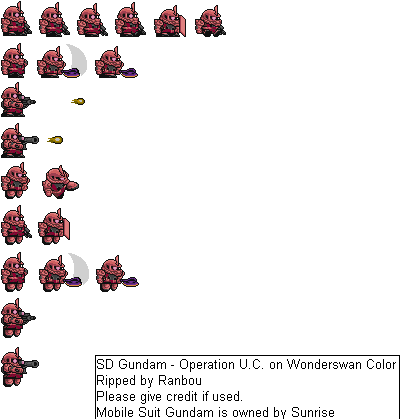 SD Gundam - Operation U.C. on Wonderswan Color
Ripped by Ranbou
Please give credit if used.
Mobile Suit Gundam is owned by Sunrise